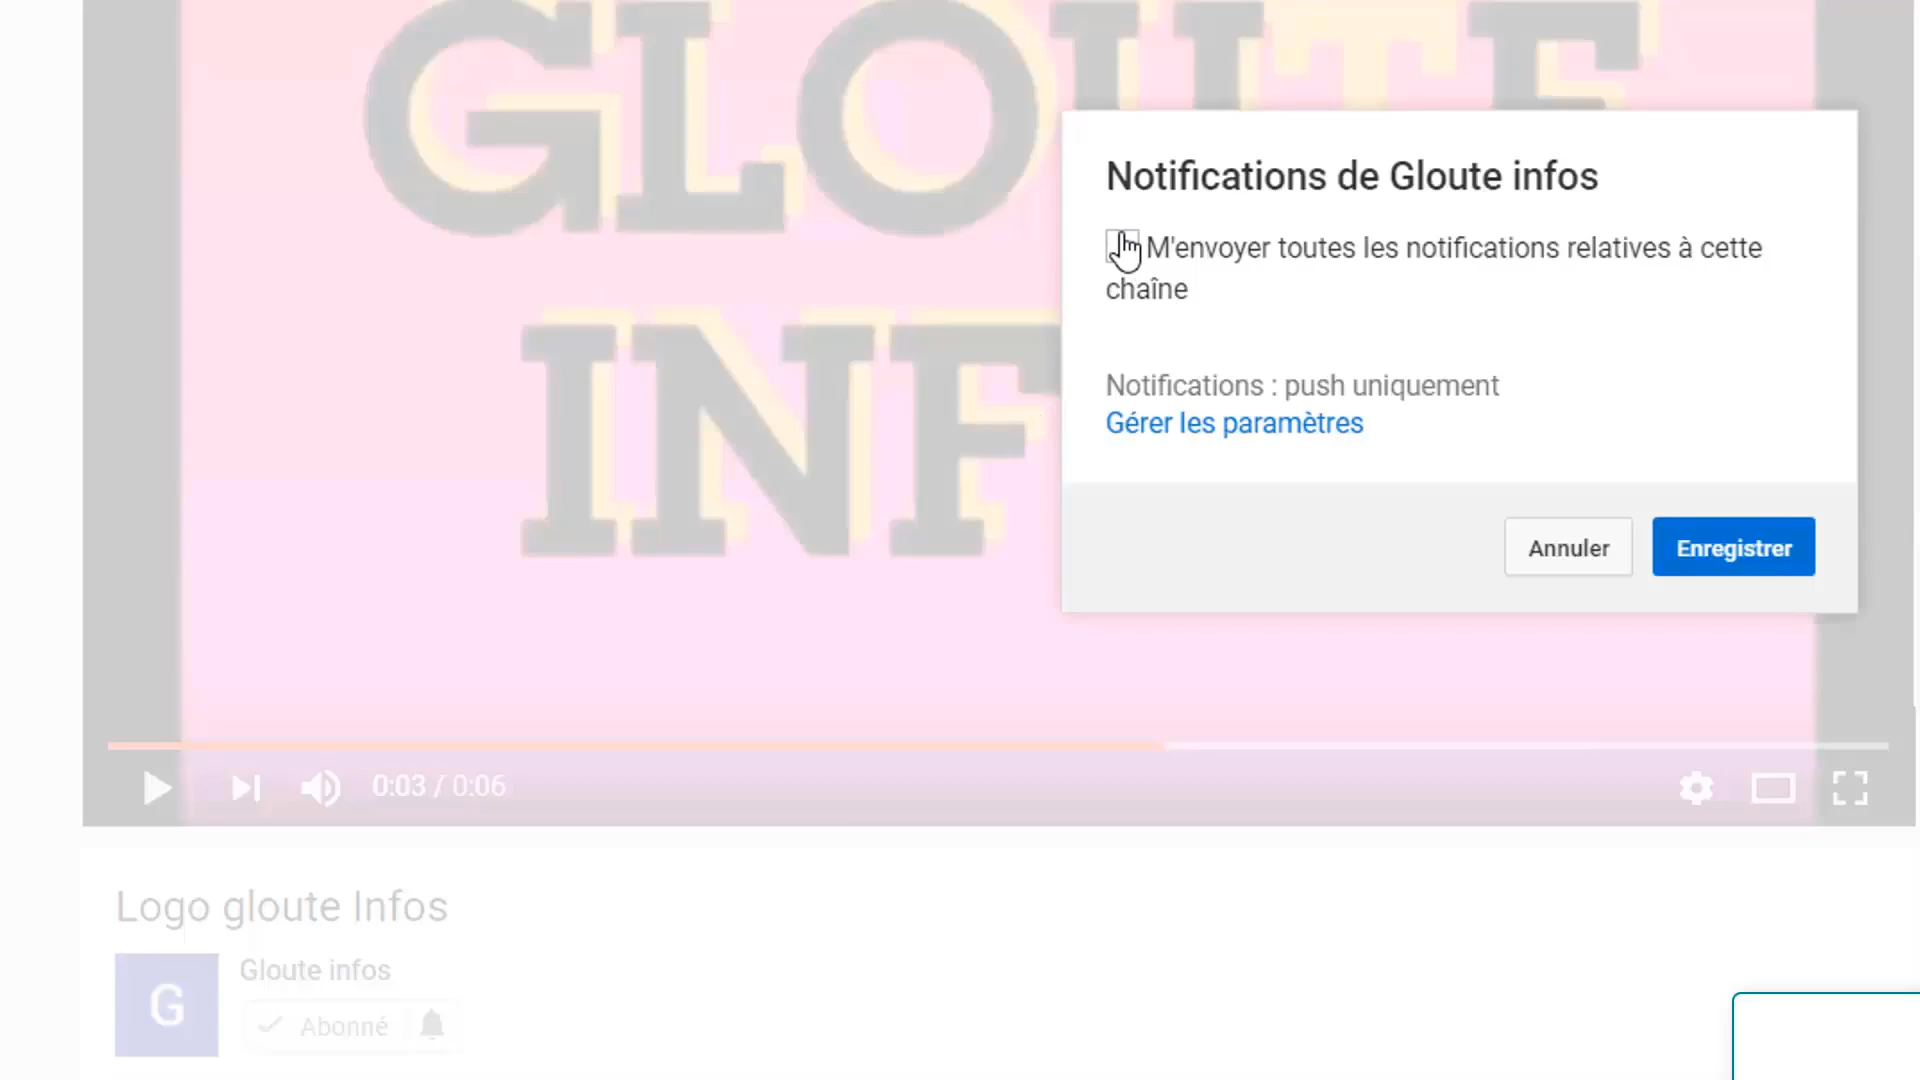 GLOUTE
INF
Notifications de Gloute infos
M'envoyer toutes les notifications relatives à cette
chaîne
Notifications : push uniquement
Gérer les paramètres
Annuler
Enregistrer
0:03 / 0:06
Logo gloute Infos
G
Gloute infos
Abonné